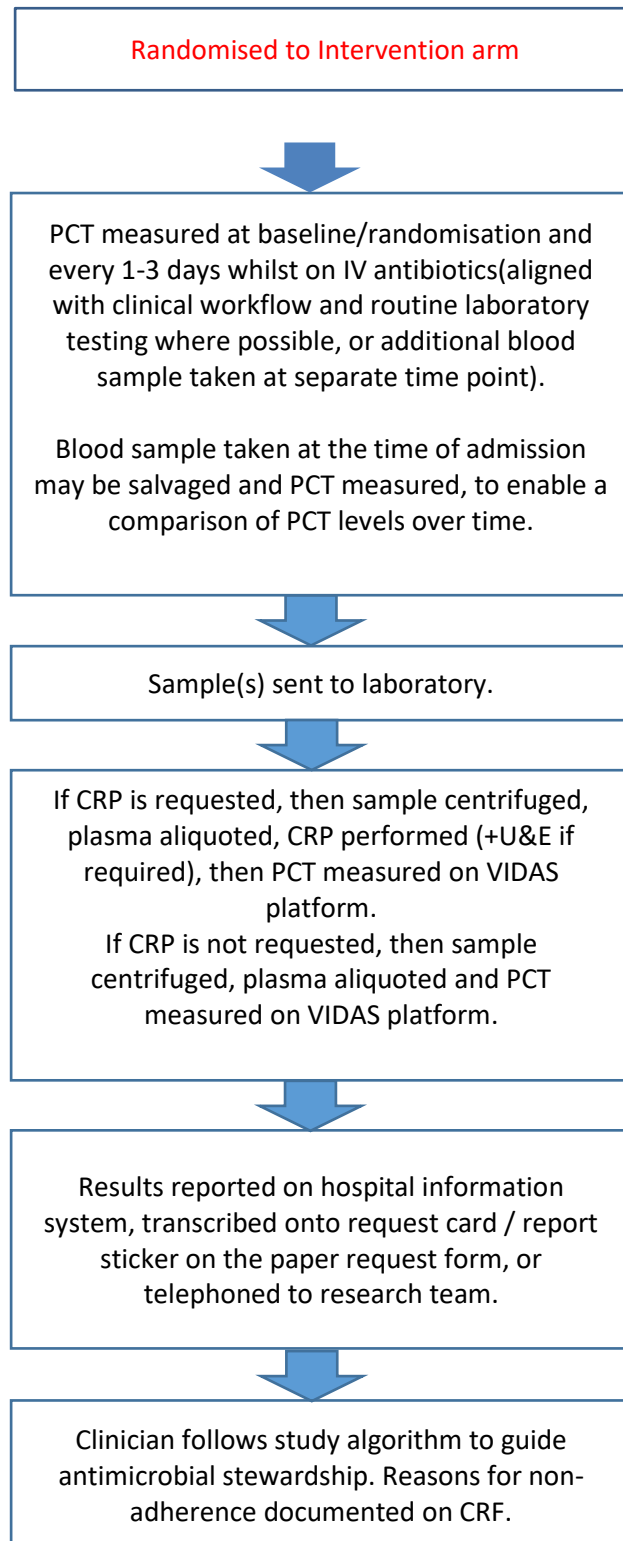 Randomised to Intervention arm
PCT measured at baseline/randomisation and
every 1-3 days whilst on IV antibiotics(aligned
with clinical workflow and routine laboratory
testing where possible, or additional blood
sample taken at separate time point).
Blood sample taken at the time of admission
may be salvaged and PCT measured, to enable a
comparison of PCT levels over time.
Sample(s) sent to laboratory.
If CRP is requested, then sample centrifuged,
plasma aliquoted, CRP performed (+U&E if
required), then PCT measured on VIDAS
platform.
If CRP is not requested, then sample
centrifuged, plasma aliquoted and PCT
measured on VIDAS platform.
Results reported on hospital information
system, transcribed onto request card / report
sticker on the paper request form, or
telephoned to research team.
Clinician follows study algorithm to guide
antimicrobial stewardship. Reasons for non-
adherence documented on CRF.